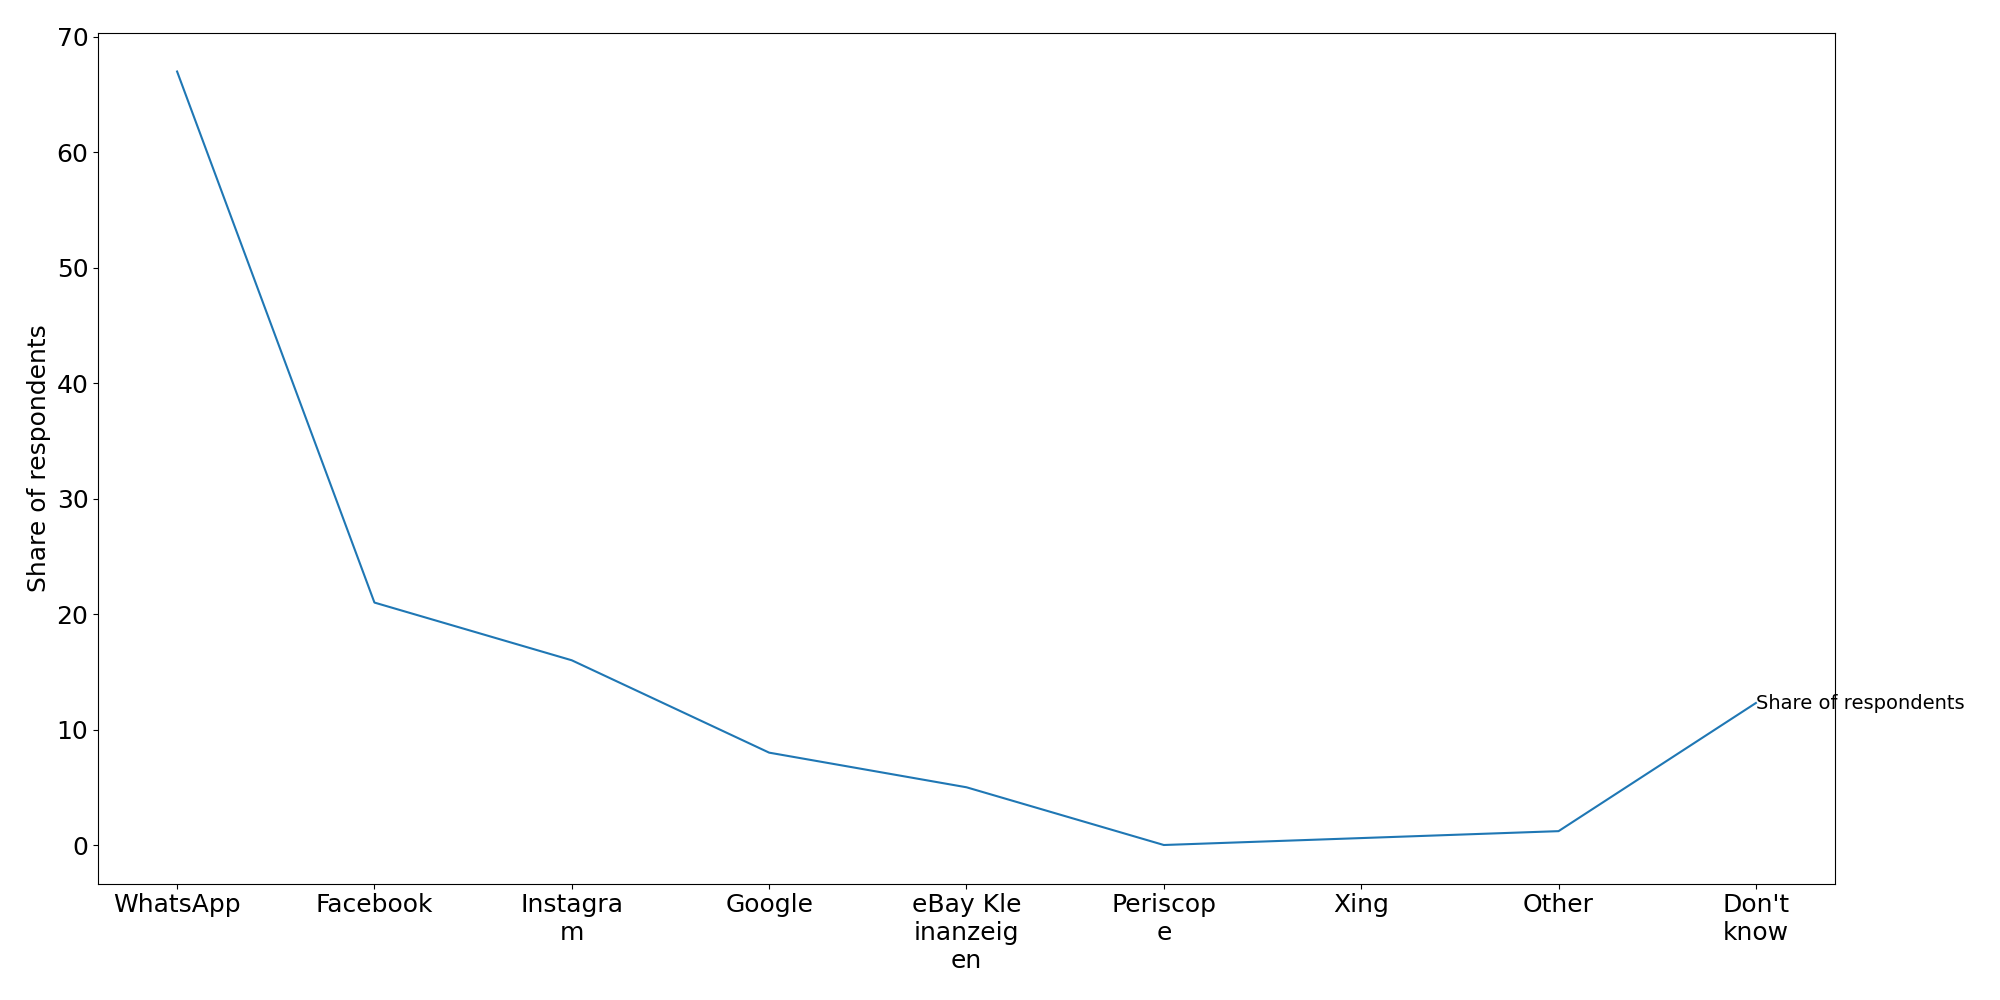 70
60
50
40
30
20
10
0
Share of respondents
Share of respondents
WhatsApp
Facebook
Instagra
m
Google
eBay Kle
inanzeig
en
Periscop
e
Xing
Other
Don't
know